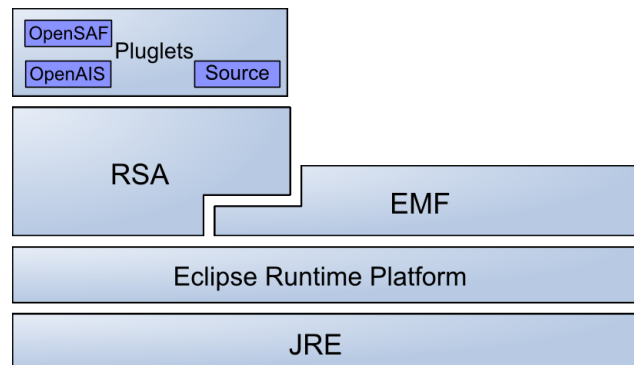 OpenSAF
Pluglets
OpenAIS
Source
RSA
EMF
Eclipse Runtime Platform
JRE